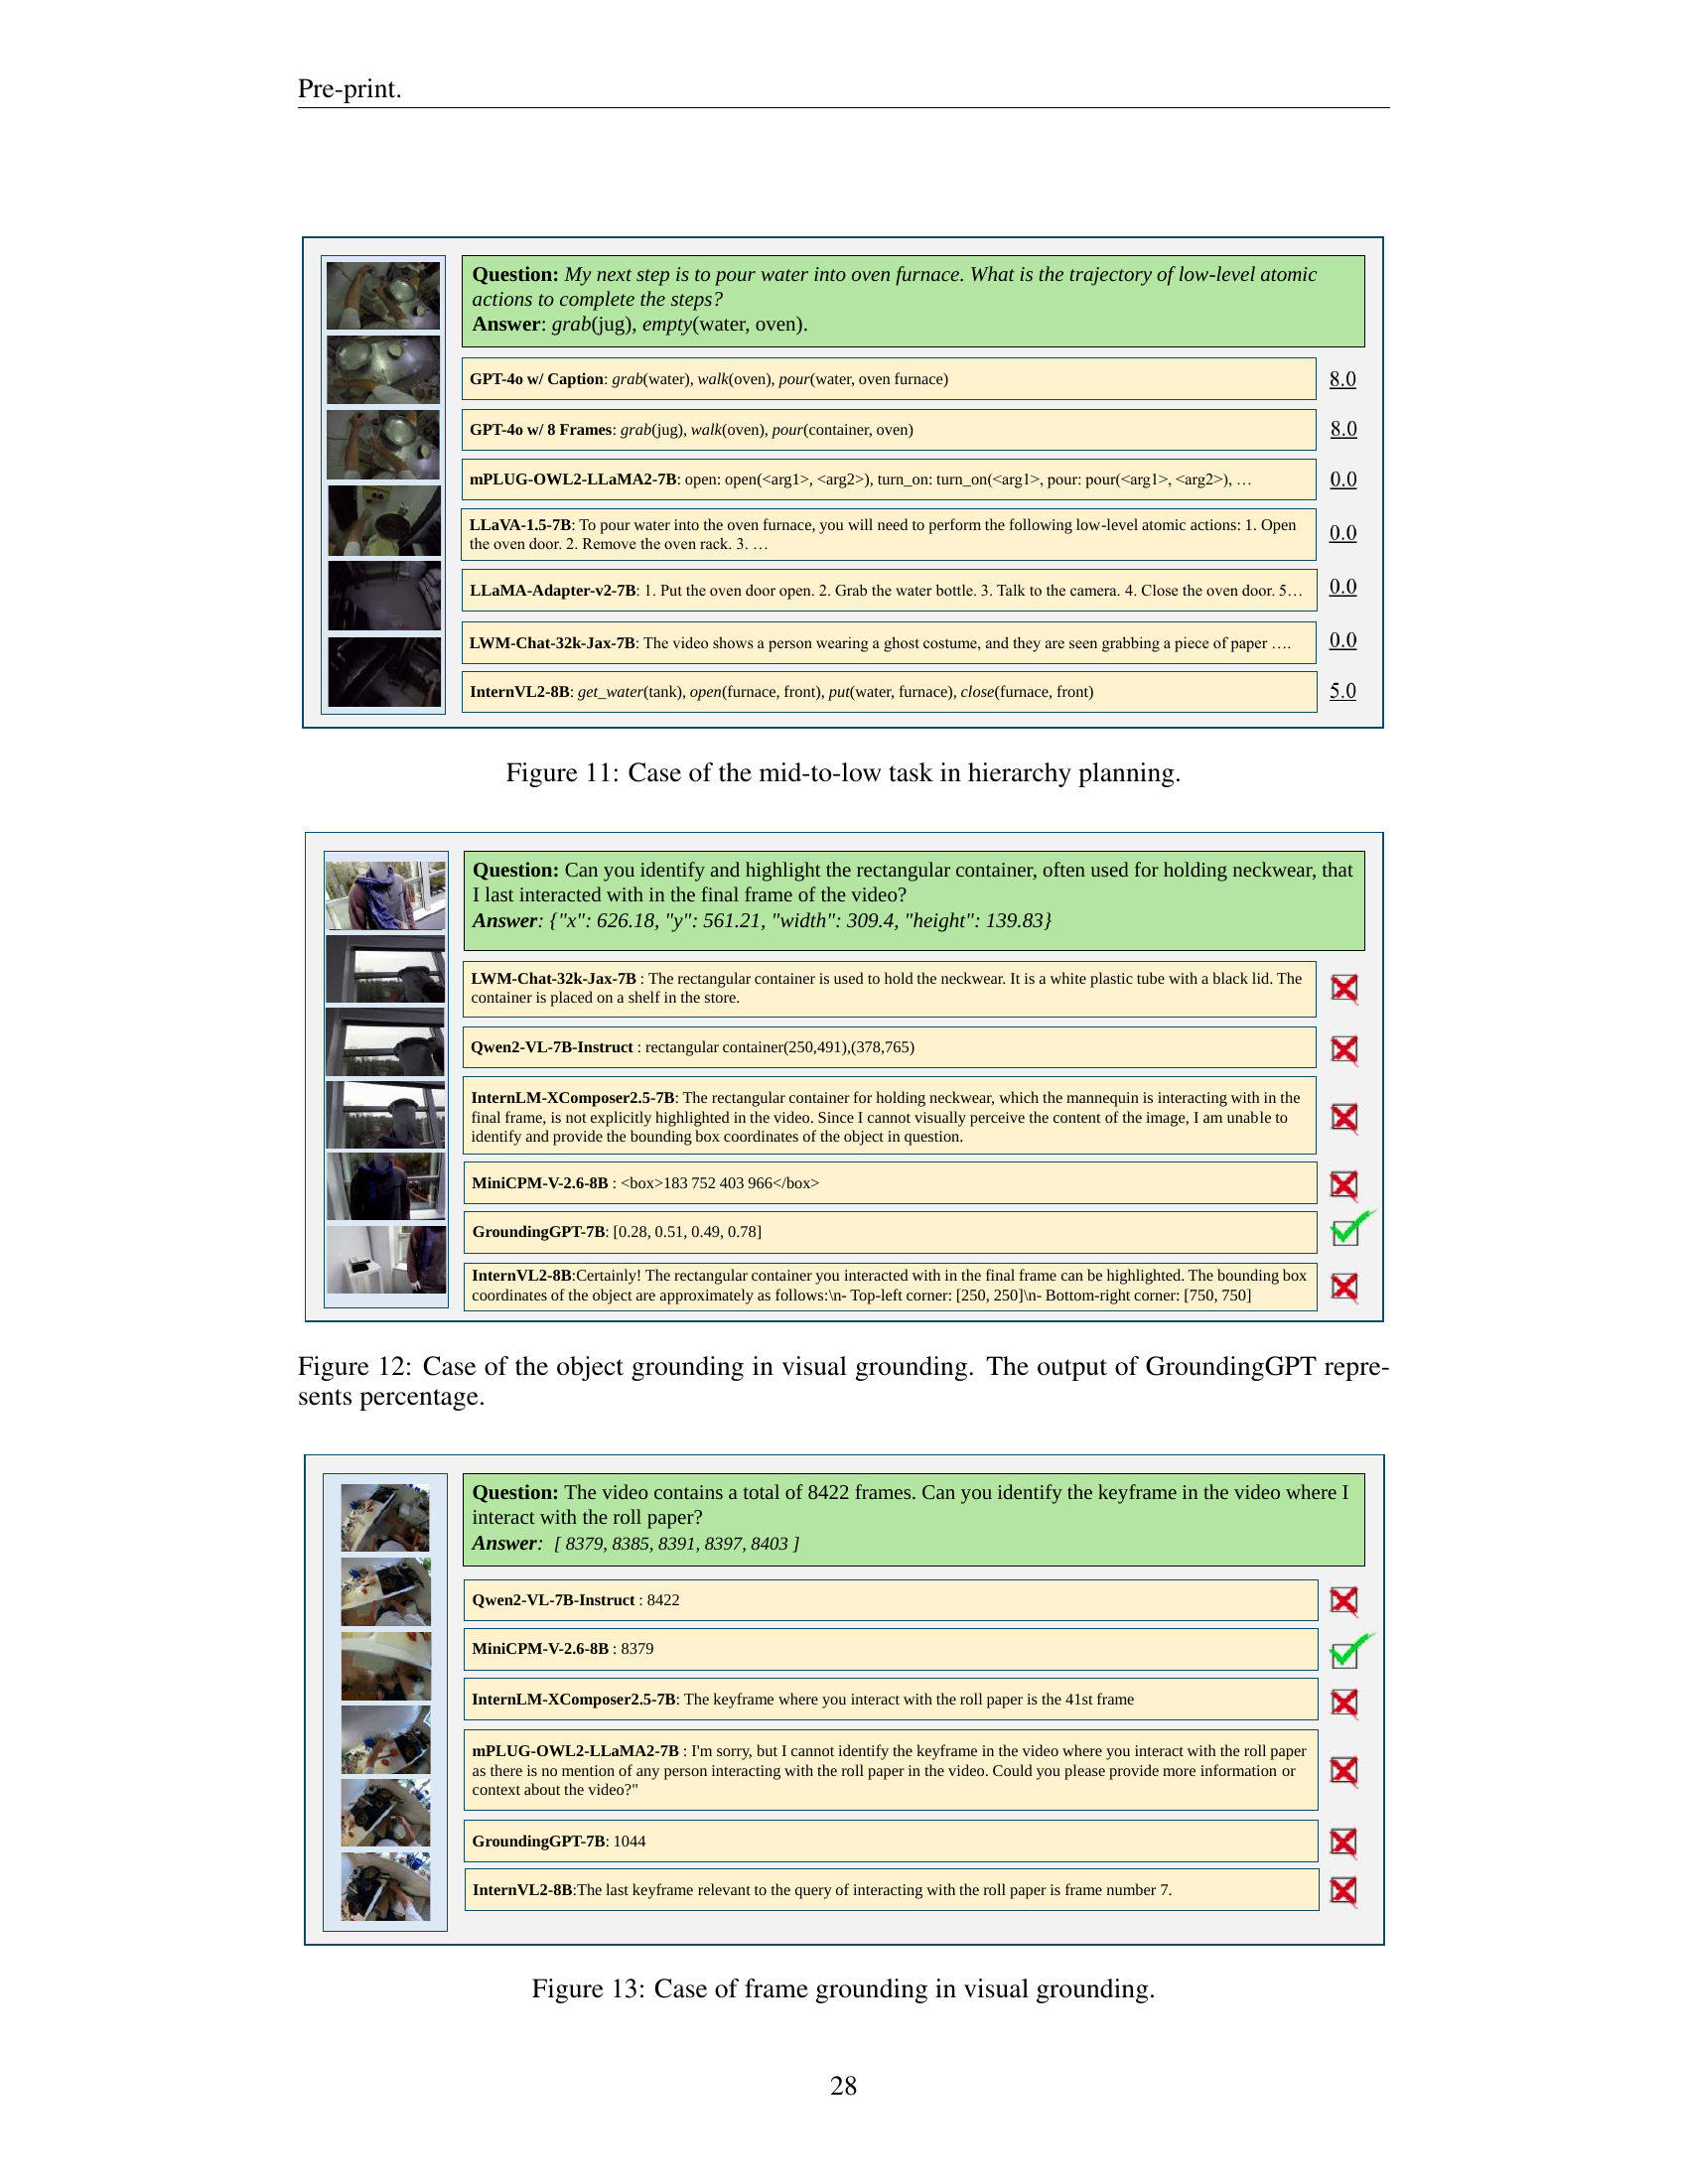 Pre-print.
Question: My next step is to pour water into oven furnace. What is the trajectory of low-level atomic
actions to complete the steps?
Answer: grab(jug), empty(water, oven).
GPT-4o w/ Caption: grab(water), walk(oven), pour(water, oven furnace)
8.0
GPT-4o w/ 8 Frames: grab(jug), walk(oven), pour(container, oven)
8.0
mPLUG-OWL2-LLaMA2-7B: open: open(<arg1>, <arg2>), turn_on: turn_on(<arg1>, pour: pour(<arg1>, <arg2>), …
0.0
LLaVA-1.5-7B: To pour water into the oven furnace, you will need to perform the following low-level atomic actions: 1. Open
the oven door. 2. Remove the oven rack. 3. …
0.0
LLaMA-Adapter-v2-7B: 1. Put the oven door open. 2. Grab the water bottle. 3. Talk to the camera. 4. Close the oven door. 5…
0.0
LWM-Chat-32k-Jax-7B: The video shows a person wearing a ghost costume, and they are seen grabbing a piece of paper ….
0.0
InternVL2-8B: get_water(tank), open(furnace, front), put(water, furnace), close(furnace, front)
5.0
Figure 11: Case of the mid-to-low task in hierarchy planning.
Question: Can you identify and highlight the rectangular container, often used for holding neckwear, that
I last interacted with in the final frame of the video?
Answer: {"x": 626.18, "y": 561.21, "width": 309.4, "height": 139.83}
LWM-Chat-32k-Jax-7B : The rectangular container is used to hold the neckwear. It is a white plastic tube with a black lid. The
container is placed on a shelf in the store.
Qwen2-VL-7B-Instruct : rectangular container(250,491),(378,765)
InternLM-XComposer2.5-7B: The rectangular container for holding neckwear, which the mannequin is interacting with in the
final frame, is not explicitly highlighted in the video. Since I cannot visually perceive the content of the image, I am unable to
identify and provide the bounding box coordinates of the object in question.
MiniCPM-V-2.6-8B : <box>183 752 403 966</box>
GroundingGPT-7B: [0.28, 0.51, 0.49, 0.78]
InternVL2-8B:Certainly! The rectangular container you interacted with in the final frame can be highlighted. The bounding box
coordinates of the object are approximately as follows:\n- Top-left corner: [250, 250]\n- Bottom-right corner: [750, 750]
Figure 12: Case of the object grounding in visual grounding. The output of GroundingGPT repre-
sents percentage.
Question: The video contains a total of 8422 frames. Can you identify the keyframe in the video where I
interact with the roll paper?
Answer: [ 8379, 8385, 8391, 8397, 8403 ]
Qwen2-VL-7B-Instruct : 8422
MiniCPM-V-2.6-8B : 8379
InternLM-XComposer2.5-7B: The keyframe where you interact with the roll paper is the 41st frame
mPLUG-OWL2-LLaMA2-7B : I'm sorry, but I cannot identify the keyframe in the video where you interact with the roll paper
as there is no mention of any person interacting with the roll paper in the video. Could you please provide more information or
context about the video?"
GroundingGPT-7B: 1044
InternVL2-8B:The last keyframe relevant to the query of interacting with the roll paper is frame number 7.
Figure 13: Case of frame grounding in visual grounding.
28